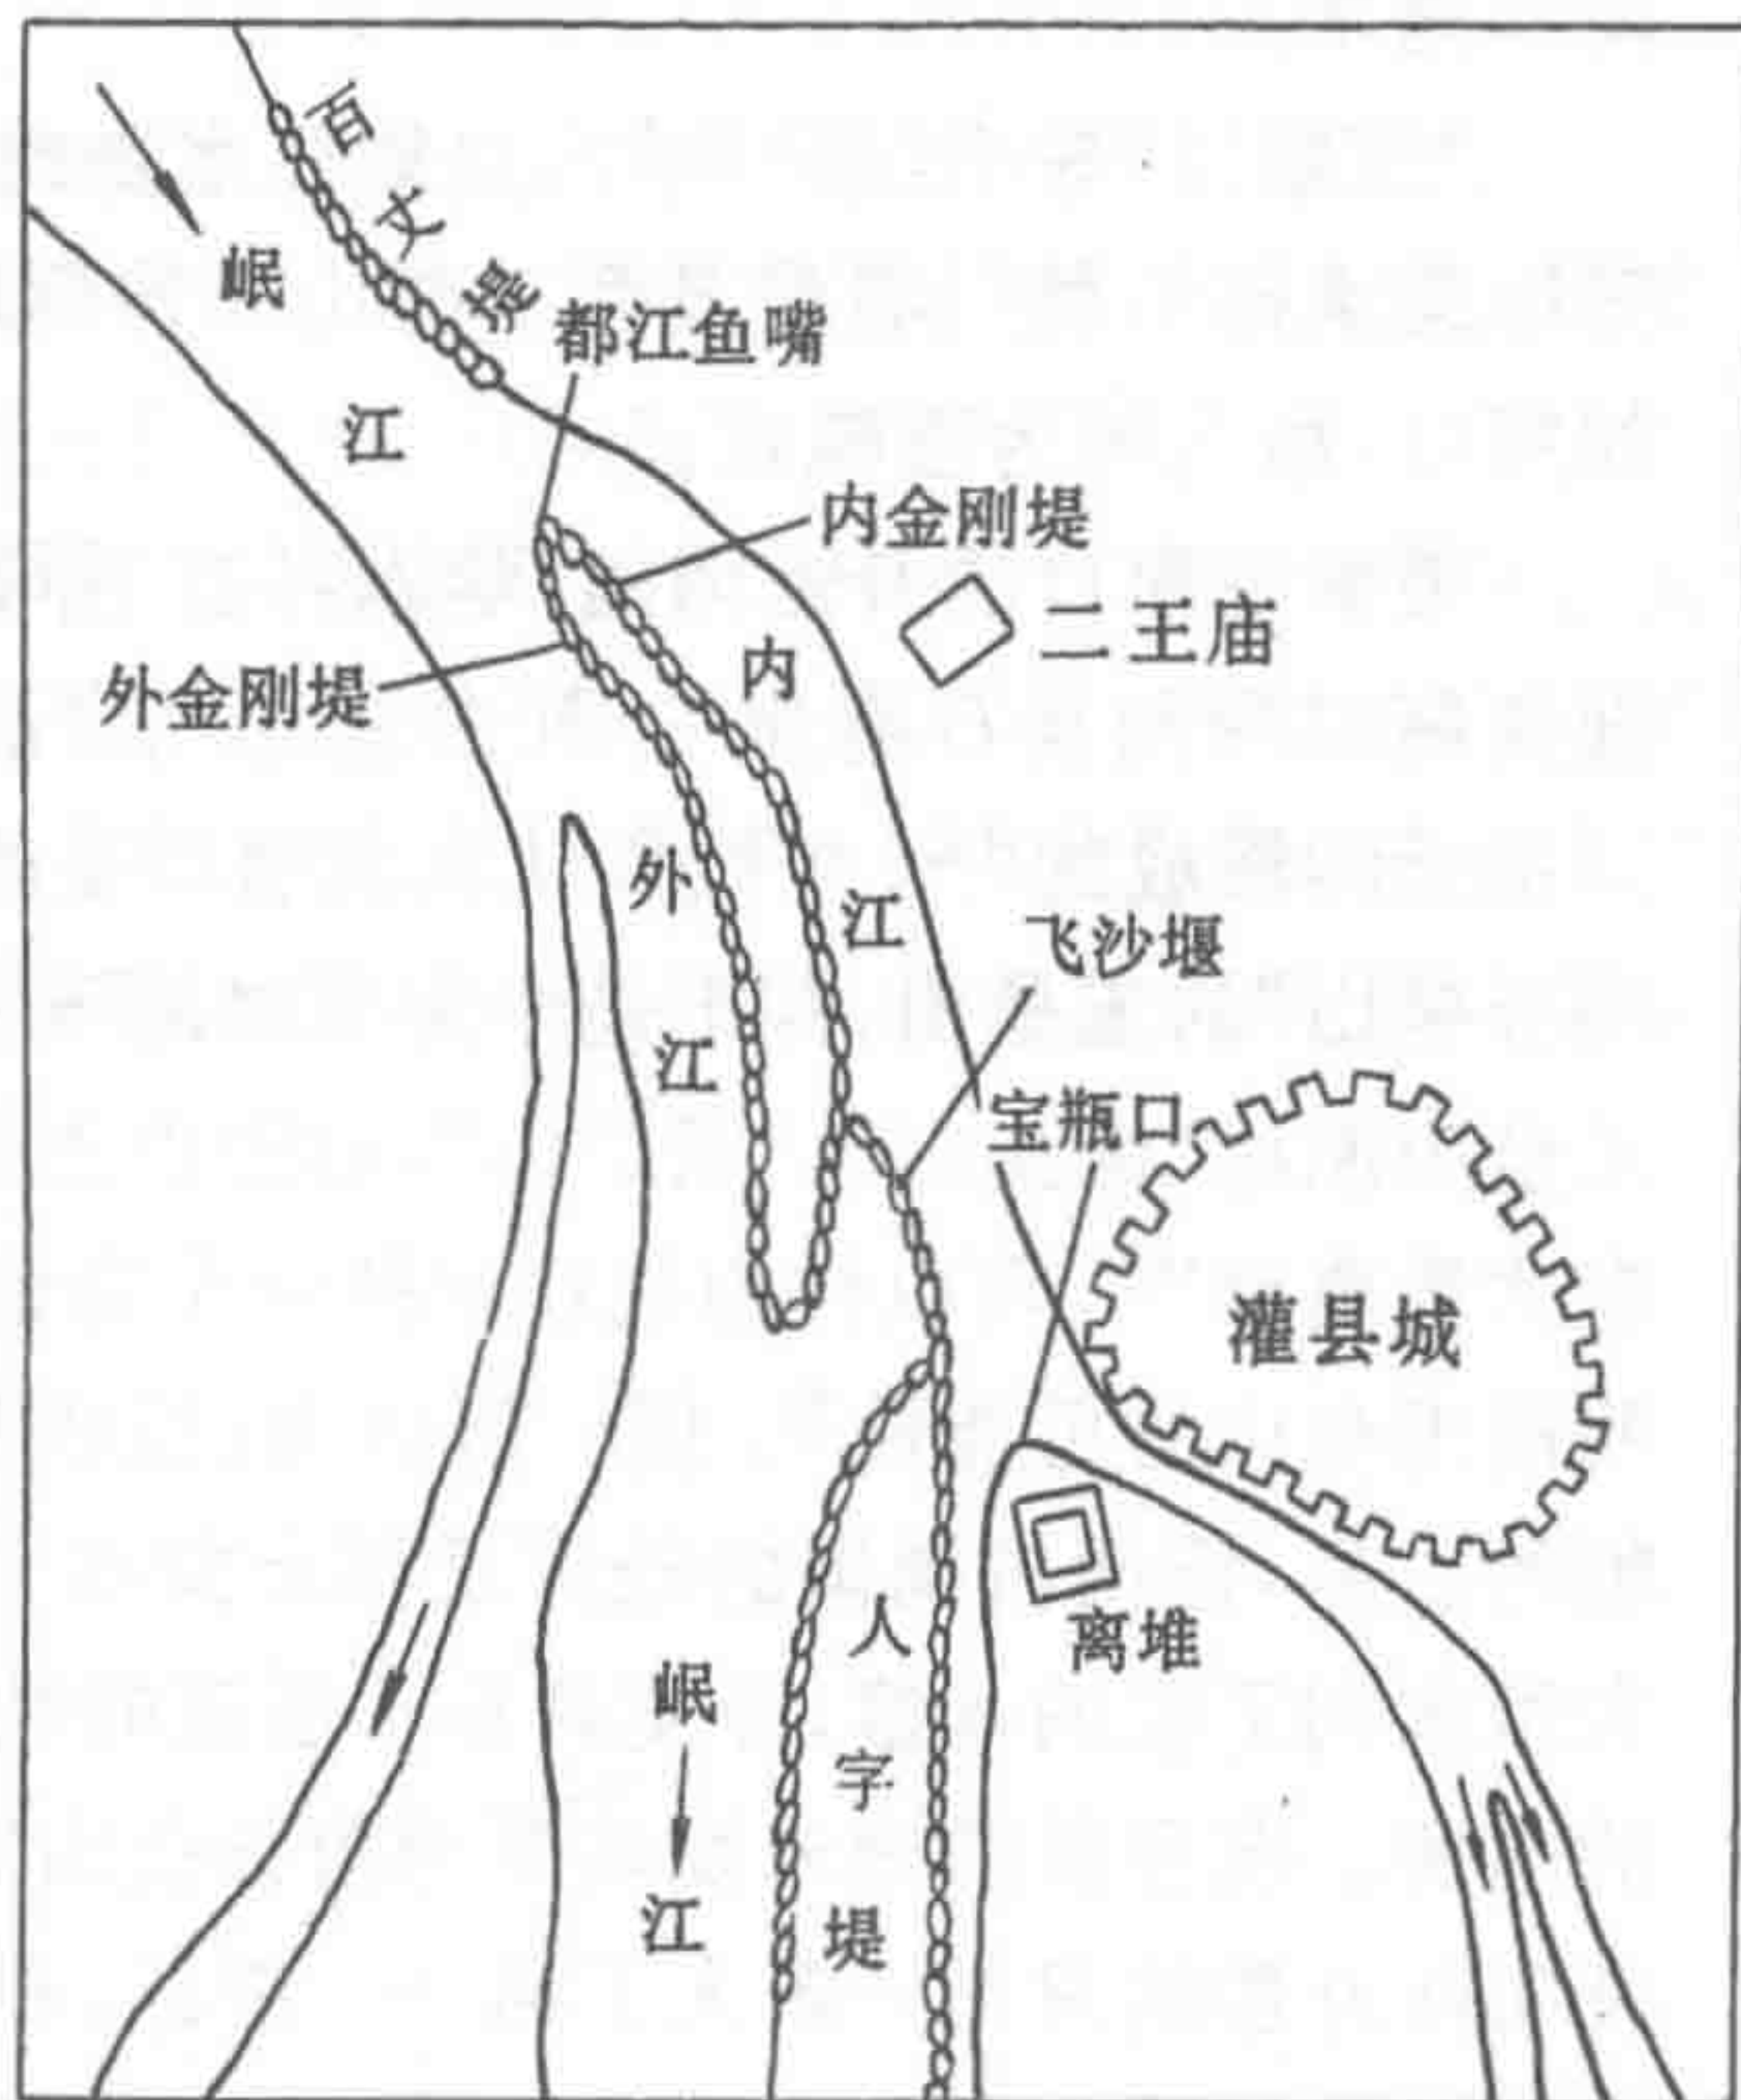 百丈堤
岷江
都江鱼嘴
内金刚堤
二王庙
外金刚堤
内江
外江
飞沙堰
宝瓶口
灌县城
离堆
人字堤
岷江